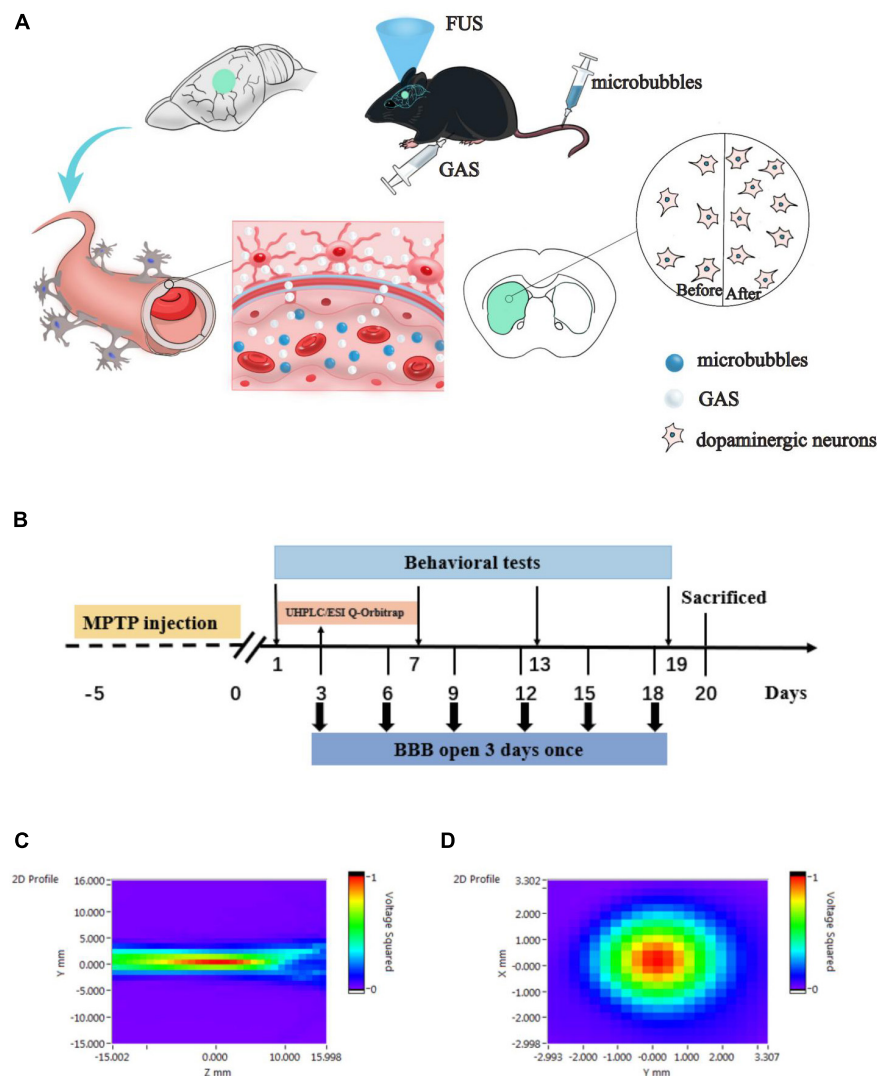 A
FUS
microbubbles
GAS
Before After
microbubbles
GAS
dopaminergic neurons
B
Behavioral tests
UHPLC/ESI Q-Orbitrap
Sacrificed
MPTP injection
1 7 13 19
-5 0 3 6 9 12 15 18 20 Days
BBB open 3 days once
C
2D Profile
16.000
10.000
5.000
0.000
-5.000
-10.000
-15.000
Y mm
-15.002 0.000 10.000 15.998
Z mm
1
0
Voltage Squared
D
2D Profile
3.302
2.000
1.000
-0.000
-1.000
-2.998
X mm
-2.993 -1.000 -0.000 1.000 2.000 3.307
Y mm
1
0
Voltage Squared